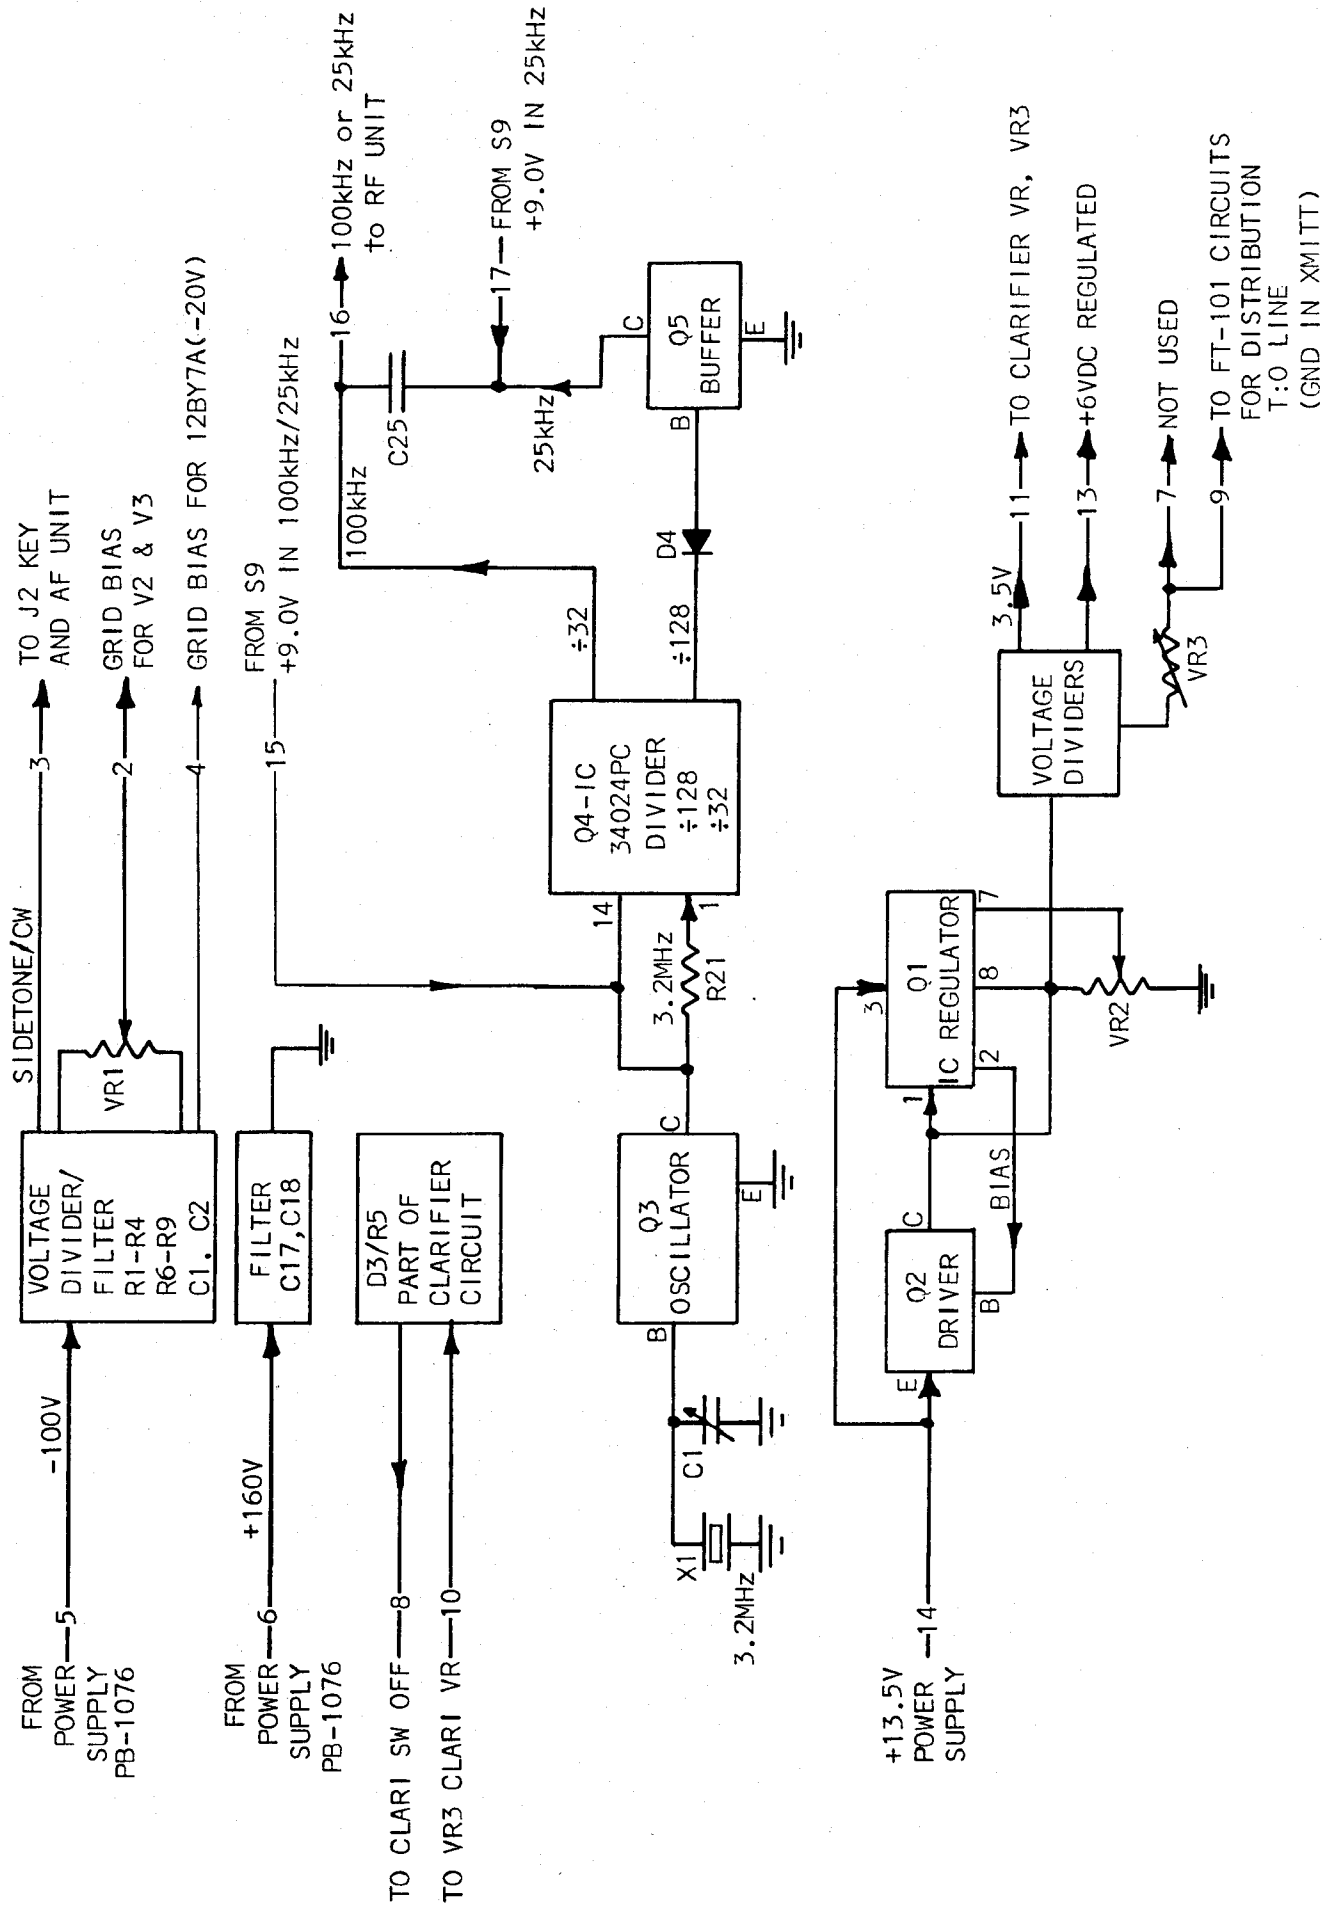 FROM
POWER
SUPPLY
PB-1076
5
-100V
VOLTAGE
DIVIDER/
FILTER
R1-R4
R6-R9
C1. C2
SIDETONE/CW
VR1
3
TO J2 KEY
AND AF UNIT
2
GRID BIAS
FOR V2 & V3
4
GRID BIAS FOR 12BY7A(-20V)
FROM
POWER
SUPPLY
PB-1076
6
+160V
FILTER
C17,C18
15
FROM S9
+9.0V IN 100kHz/25kHz
TO CLARI SW OFF
8
TO VR3 CLARI VR
10
D3/R5
PART OF
CLARIFIER
CIRCUIT
X1
3.2MHz
C1
B
Q3
OSCILLATOR
C
E
3.2MHz
R21
14
1
Q4-IC
34024PC
DIVIDER
÷128
÷32
÷32
÷128
100kHz
D4
B
Q5
BUFFER
C
E
25kHz
C25
16
100kHz or 25kHz
to RF UNIT
17
FROM S9
+9.0V IN 25kHz
+13.5V
POWER
SUPPLY
14
E
Q2
DRIVER
C
B
BIAS
1
2
3
Q1
IC REGULATOR
8
7
VR2
VOLTAGE
DIVIDERS
3.5V
11
TO CLARIFIER VR, VR3
13
+6VDC REGULATED
VR3
7
NOT USED
9
TO FT-101 CIRCUITS
FOR DISTRIBUTION
T:O LINE
(GND IN XMITT)